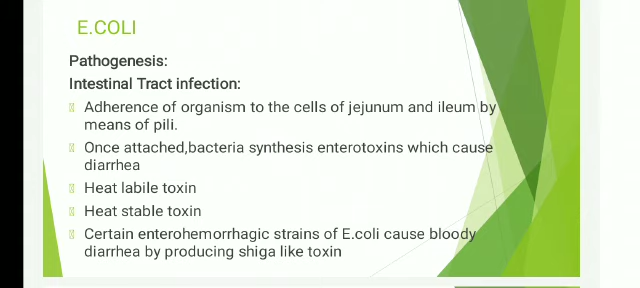 E.COLI
Pathogenesis:
Intestinal Tract infection:
Adherence of organism to the cells of jejunum and ileum by
means of pili.
Once attached,bacteria synthesis enterotoxins which cause
diarrhea
Heat labile toxin
Heat stable toxin
Certain enterohemorrhagic strains of E.coli cause bloody
diarrhea by producing shiga like toxin